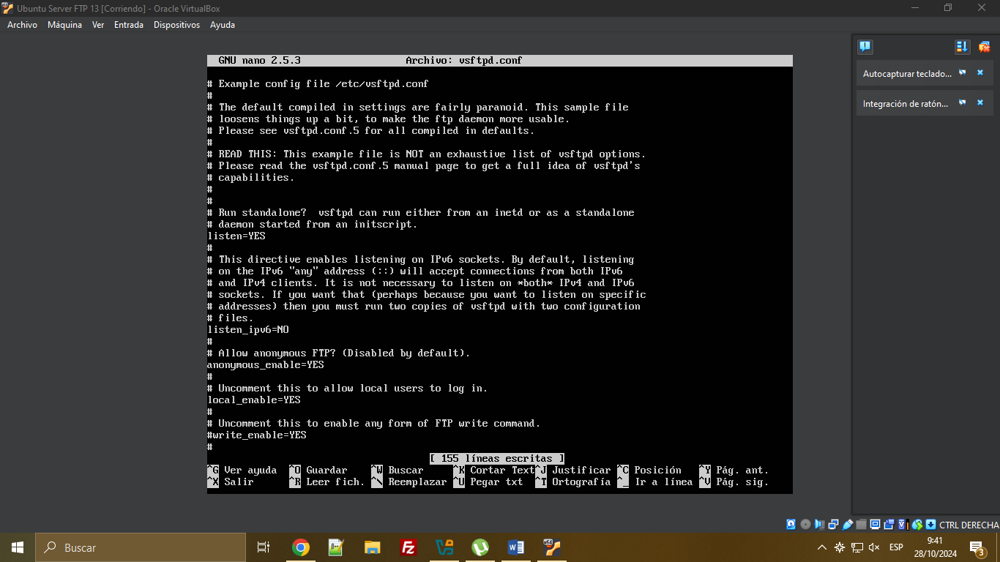 Ubuntu Server FTP 13 [Corriendo] - Oracle VirtualBox
Archivo Máquina Ver Entrada Dispositivos Ayuda
GNU nano 2.5.3 Archivo: vsftpd.conf
# Example config file /etc/vsftpd.conf
#
# The default compiled in settings are fairly paranoid. This sample file
# loosens things up a bit, to make the ftp daemon more usable.
# Please see vsftpd.conf.5 for all compiled in defaults.
#
# READ THIS: This example file is NOT an exhaustive list of vsftpd options.
# Please read the vsftpd.conf.5 manual page to get a full idea of vsftpd's
# capabilities.
#
#
# Run standalone?  vsftpd can run either from an inetd or as a standalone
# daemon started from an initscript.
listen=YES
#
# This directive enables listening on IPv6 sockets. By default, listening
# on the IPv6 "any" address (::) will accept connections from both IPv6
# and IPv4 clients. It is not necessary to listen on *both* IPv4 and IPv6
# sockets. If you want that (perhaps because you want to listen on specific
# addresses) then you must run two copies of vsftpd with two configuration
# files.
listen_ipv6=NO
#
# Allow anonymous FTP? (Disabled by default).
anonymous_enable=YES
#
# Uncomment this to allow local users to log in.
local_enable=YES
#
# Uncomment this to enable any form of FTP write command.
#write_enable=YES
#
[ 155 líneas escritas ]
^G Ver ayuda ^O Guardar ^W Buscar ^K Cortar Text ^J Justificar ^C Posición ^Y Pág. ant.
^X Salir ^R Leer fich. ^\ Reemplazar ^U Pegar txt ^T Ortografía ^_ Ir a línea ^V Pág. sig.
Autocapturar teclado...
Integración de ratón...
CTRL DERECHA
Buscar
ESP
9:41
28/10/2024
3